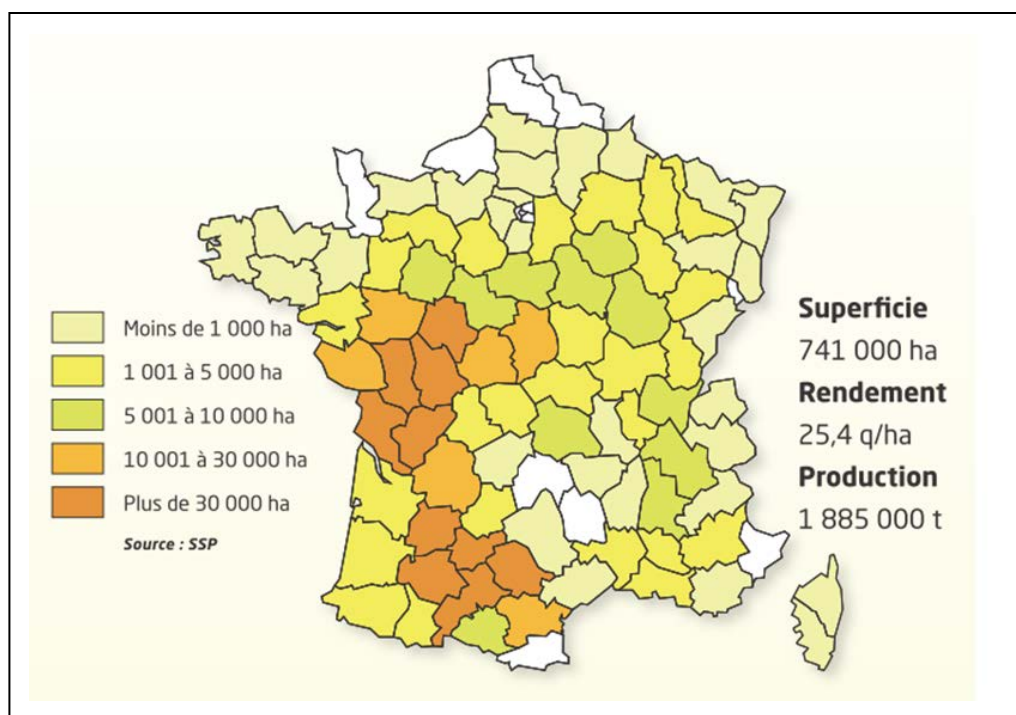 Moins de 1 000 ha
1 001 à 5 000 ha
5 001 à 10 000 ha
10 001 à 30 000 ha
Plus de 30 000 ha
Source : SSP
Superficie
741 000 ha
Rendement
25,4 q/ha
Production
1 885 000 t